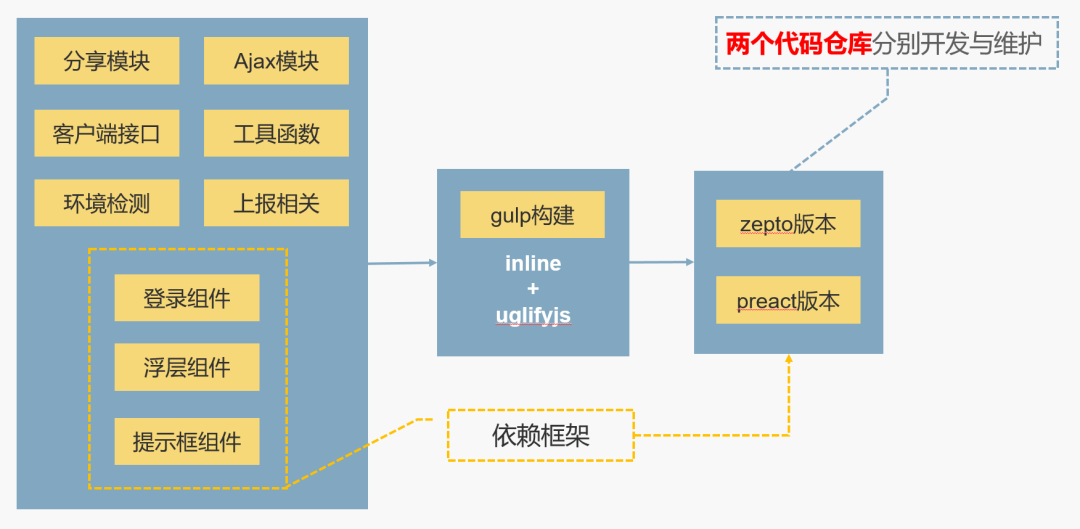 分享模块
Ajax模块
客户端接口
工具函数
环境检测
上报相关
登录组件
浮层组件
提示框组件
gulp构建
inline
+
uglifyjs
两个代码仓库分别开发与维护
zepto版本
preact版本
依赖框架